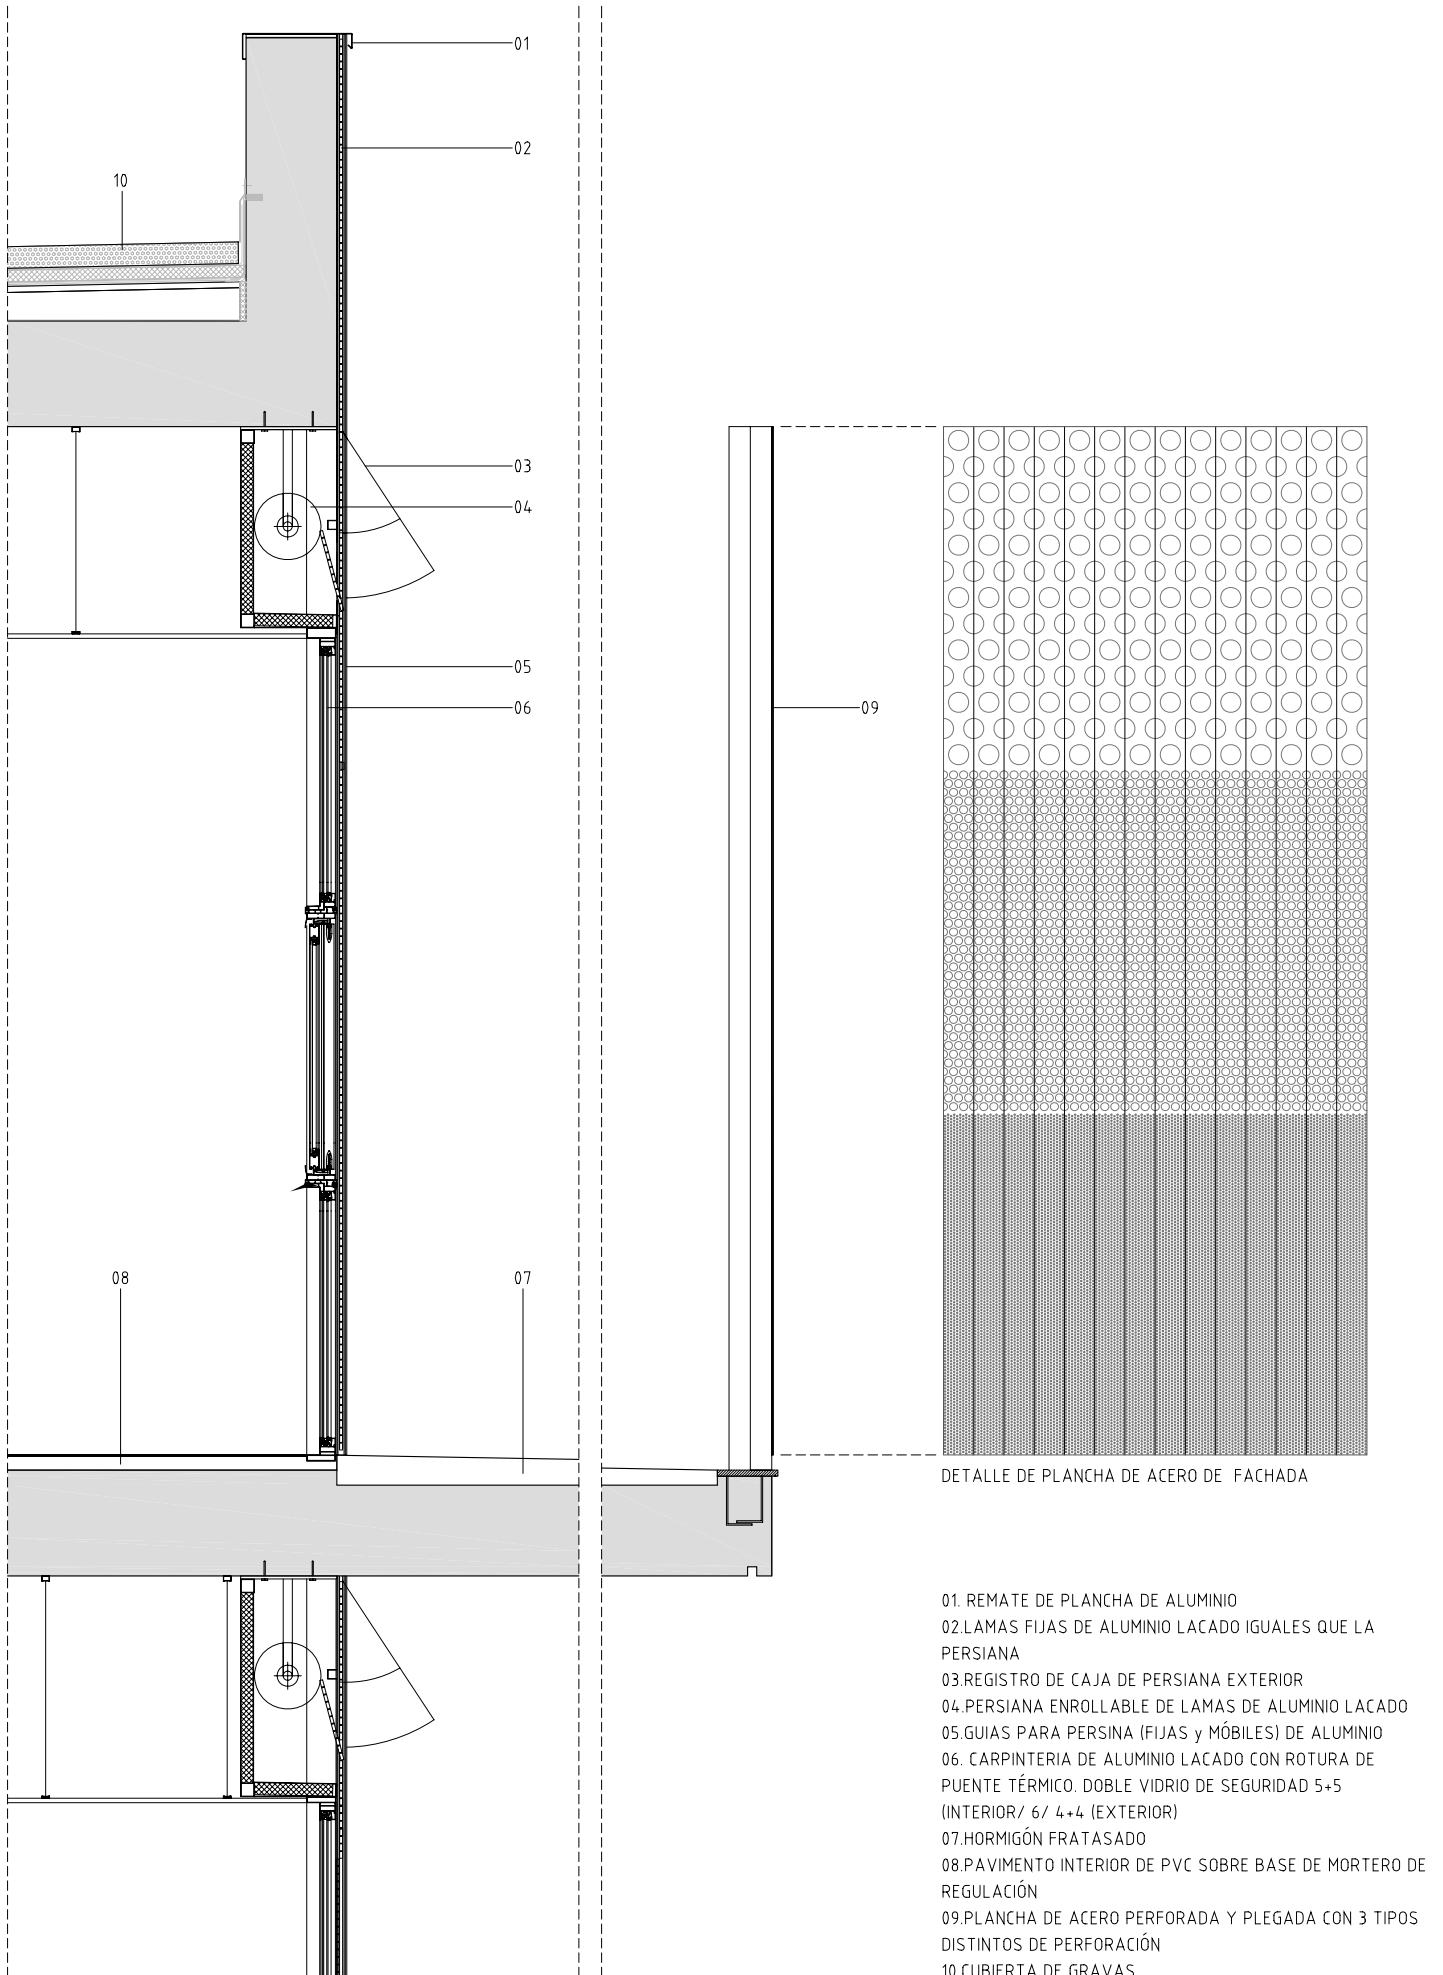 01
02
10
03
04
05
06
09
08
07
DETALLE DE PLANCHA DE ACERO DE FACHADA
01. REMATE DE PLANCHA DE ALUMINIO
02.LAMAS FIJAS DE ALUMINIO LACADO IGUALES QUE LA
PERSIANA
03.REGISTRO DE CAJA DE PERSIANA EXTERIOR
04.PERSIANA ENROLLABLE DE LAMAS DE ALUMINIO LACADO
05.GUIAS PARA PERSINA (FIJAS y MÓBILES) DE ALUMINIO
06. CARPINTERIA DE ALUMINIO LACADO CON ROTURA DE
PUENTE TÉRMICO. DOBLE VIDRIO DE SEGURIDAD 5+5
(INTERIOR/ 6/ 4+4 (EXTERIOR)
07.HORMIGÓN FRATASADO
08.PAVIMENTO INTERIOR DE PVC SOBRE BASE DE MORTERO DE
REGULACIÓN
09.PLANCHA DE ACERO PERFORADA Y PLEGADA CON 3 TIPOS
DISTINTOS DE PERFORACIÓN
10.CUBIERTA DE GRAVAS